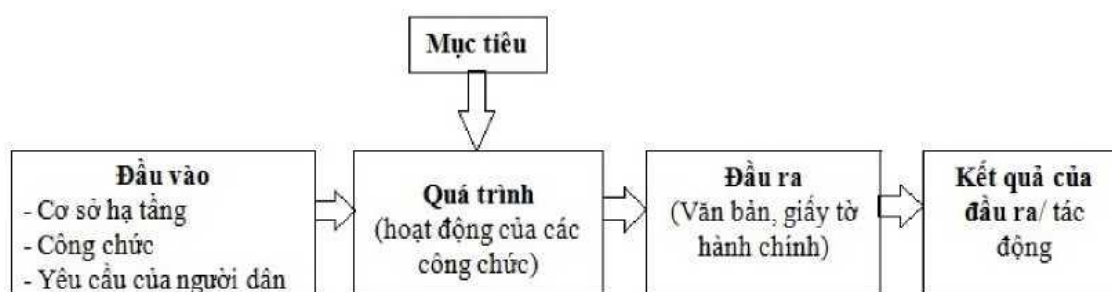 Mục tiêu
Đầu vào
- Cơ sở hạ tầng
- Công chức
- Yêu cầu của người dân
Quá trình
(hoạt động của các
công chức)
Đầu ra
(Văn bản, giấy tờ
hành chính)
Kết quả của
đầu ra/ tác
động